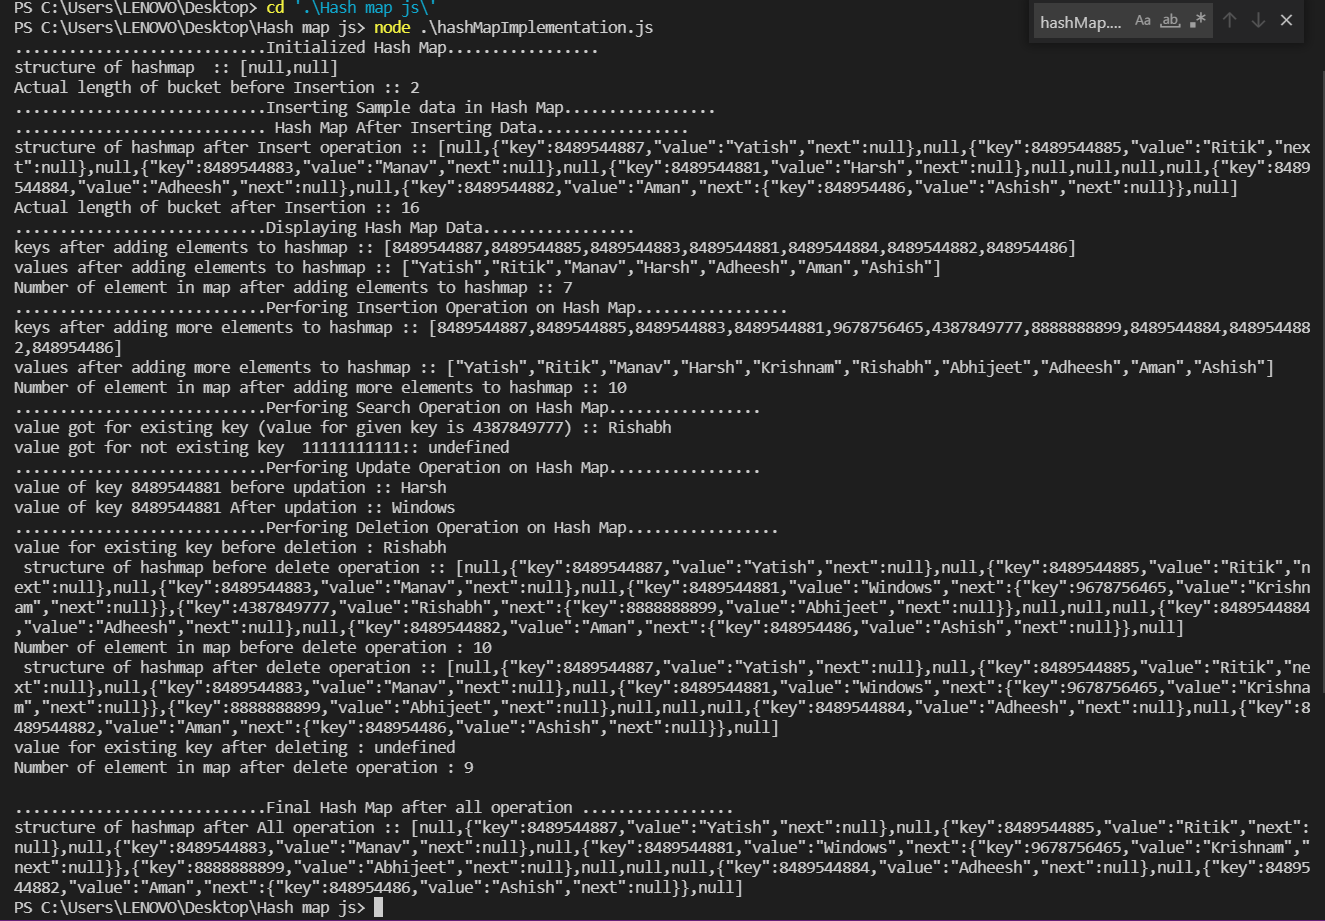 PS C:\Users\LENOVO\Desktop> cd '.\Hash map js\'
PS C:\Users\LENOVO\Desktop\Hash map js> node .\hashMapImplementation.js
hashMap.... Aa ab .*
............................Initialized Hash Map.................
structure of hashmap  :: [null,null]
Actual length of bucket before Insertion :: 2
............................Inserting Sample data in Hash Map.................
............................ Hash Map After Inserting Data.................
structure of hashmap after Insert operation :: [null,{"key":8489544887,"value":"Yatish","next":null},null,{"key":8489544885,"value":"Ritik","nex
t":null},null,{"key":8489544883,"value":"Manav","next":null},null,{"key":8489544881,"value":"Harsh","next":null},null,null,null,null,{"key":8489
544884,"value":"Adheesh","next":null},null,{"key":8489544882,"value":"Aman","next":{"key":848954486,"value":"Ashish","next":null}},null]
Actual length of bucket after Insertion :: 16
............................Displaying Hash Map Data.................
keys after adding elements to hashmap :: [8489544887,8489544885,8489544883,8489544881,8489544884,8489544882,848954486]
values after adding elements to hashmap :: ["Yatish","Ritik","Manav","Harsh","Adheesh","Aman","Ashish"]
Number of element in map after adding elements to hashmap :: 7
............................Perforing Insertion Operation on Hash Map.................
keys after adding more elements to hashmap :: [8489544887,8489544885,8489544883,8489544881,9678756465,4387849777,8888888899,8489544884,848954488
2,848954486]
values after adding more elements to hashmap :: ["Yatish","Ritik","Manav","Harsh","Krishnam","Rishabh","Abhijeet","Adheesh","Aman","Ashish"]
Number of element in map after adding more elements to hashmap :: 10
............................Perforing Search Operation on Hash Map.................
value got for existing key (value for given key is 4387849777) :: Rishabh
value got for not existing key  11111111111:: undefined
............................Perforing Update Operation on Hash Map.................
value of key 8489544881 before updation :: Harsh
value of key 8489544881 After updation :: Windows
............................Perforing Deletion Operation on Hash Map.................
value for existing key before deletion : Rishabh
 structure of hashmap before delete operation :: [null,{"key":8489544887,"value":"Yatish","next":null},null,{"key":8489544885,"value":"Ritik","n
ext":null},null,{"key":8489544883,"value":"Manav","next":null},null,{"key":8489544881,"value":"Windows","next":{"key":9678756465,"value":"Krishn
am","next":null}},{"key":4387849777,"value":"Rishabh","next":{"key":8888888899,"value":"Abhijeet","next":null}},null,null,null,{"key":8489544884
,"value":"Adheesh","next":null},null,{"key":8489544882,"value":"Aman","next":{"key":848954486,"value":"Ashish","next":null}},null]
Number of element in map before delete operation : 10
 structure of hashmap after delete operation :: [null,{"key":8489544887,"value":"Yatish","next":null},null,{"key":8489544885,"value":"Ritik","ne
xt":null},null,{"key":8489544883,"value":"Manav","next":null},null,{"key":8489544881,"value":"Windows","next":{"key":9678756465,"value":"Krishna
m","next":null}},{"key":8888888899,"value":"Abhijeet","next":null},null,null,null,{"key":8489544884,"value":"Adheesh","next":null},null,{"key":8
489544882,"value":"Aman","next":{"key":848954486,"value":"Ashish","next":null}},null]
value for existing key after deleting : undefined
Number of element in map after delete operation : 9
............................Final Hash Map after all operation .................
structure of hashmap after All operation :: [null,{"key":8489544887,"value":"Yatish","next":null},null,{"key":8489544885,"value":"Ritik","next":
null},null,{"key":8489544883,"value":"Manav","next":null},null,{"key":8489544881,"value":"Windows","next":{"key":9678756465,"value":"Krishnam","
next":null}},{"key":8888888899,"value":"Abhijeet","next":null},null,null,null,{"key":8489544884,"value":"Adheesh","next":null},null,{"key":84895
44882,"value":"Aman","next":{"key":848954486,"value":"Ashish","next":null}},null]
PS C:\Users\LENOVO\Desktop\Hash map js>